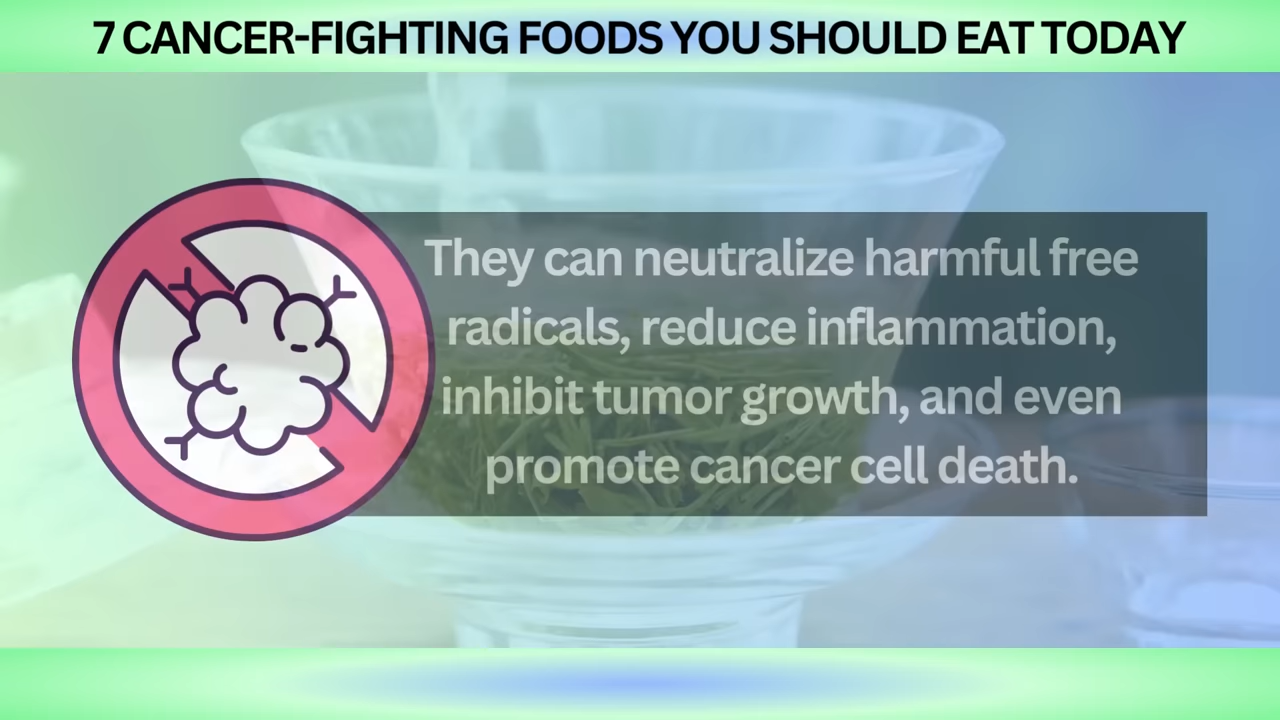 7 CANCER-FIGHTING FOODS YOU SHOULD EAT TODAY
They can neutralize harmful free
radicals, reduce inflammation,
inhibit tumor growth, and even
promote cancer cell death.